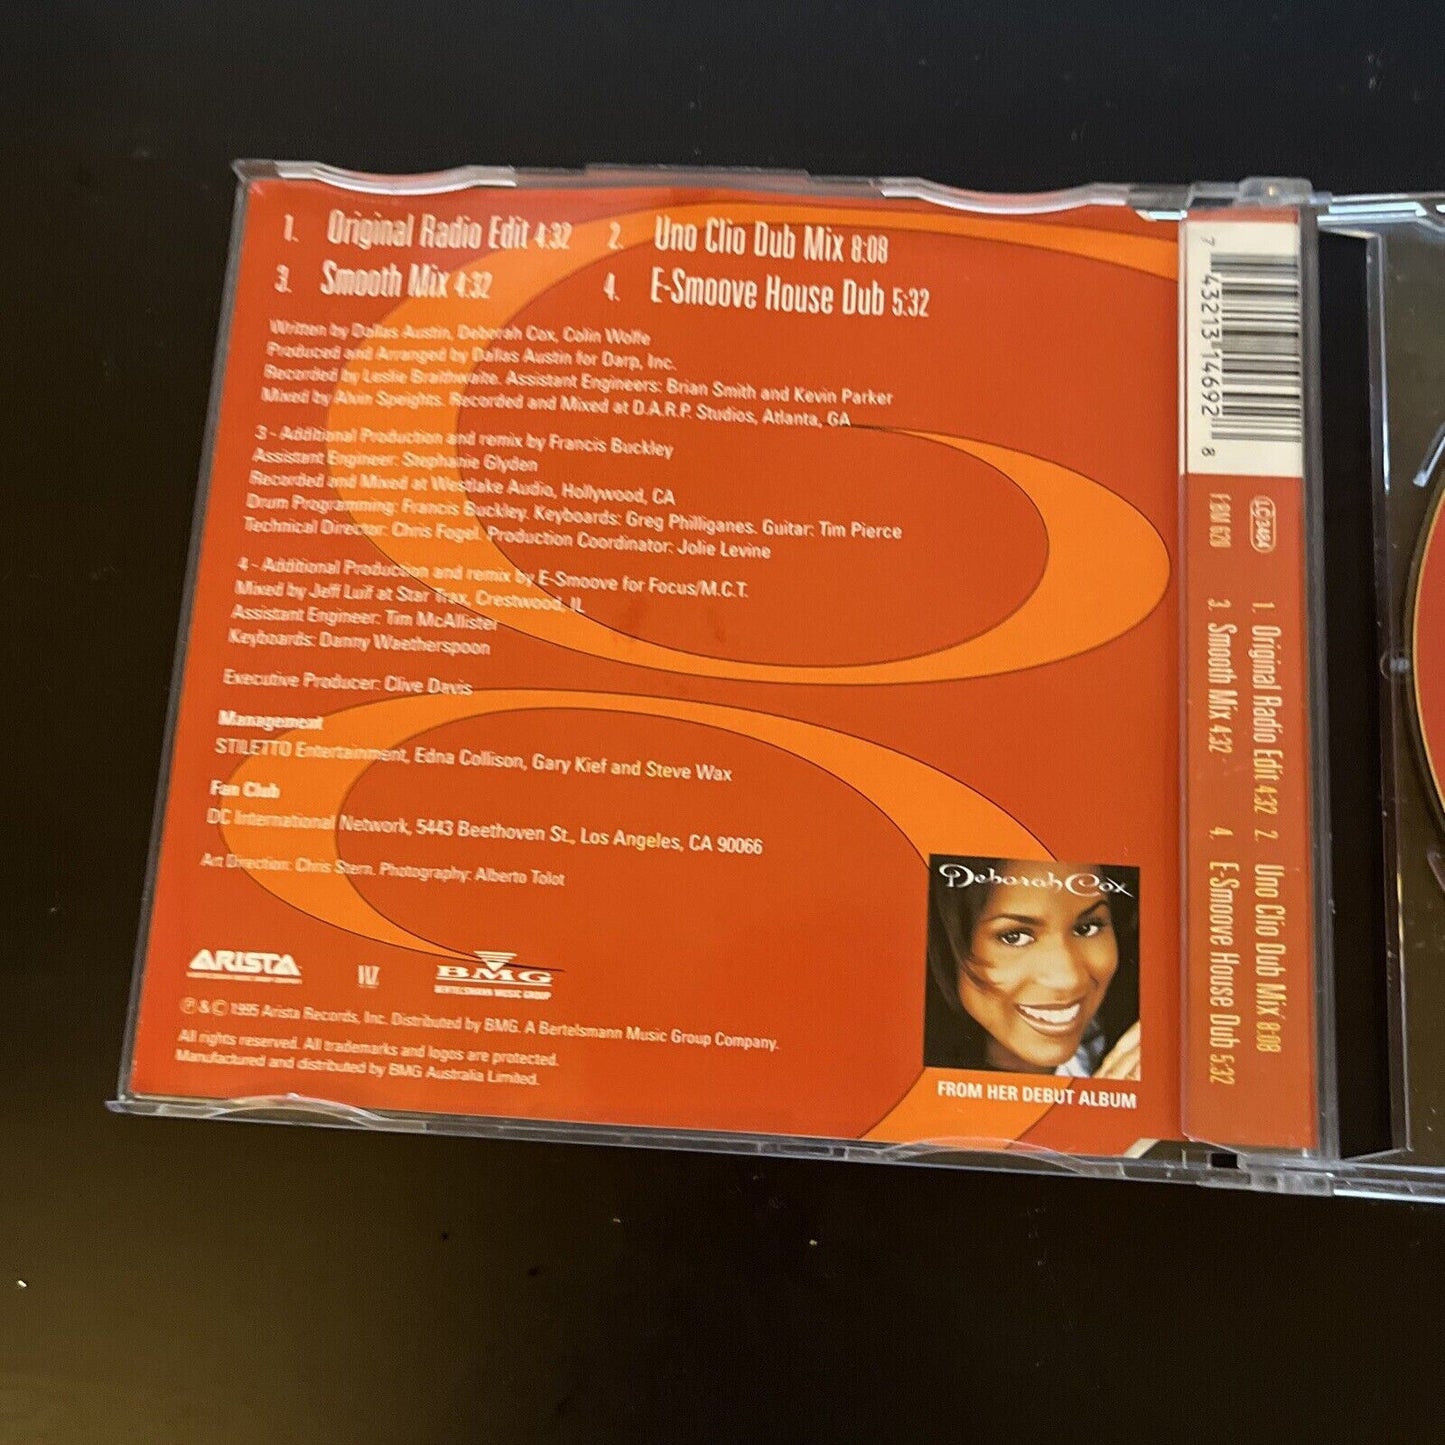 1. Original Radio Edit 4:32 2. Uno Clio Dub Mix 8:08
3. Smooth Mix 4:32 4. E-Smoove House Dub 5:32
Written by Dallas Austin, Deborah Cox, Colin Wolfe
Produced and Arranged by Dallas Austin for Darp, Inc.
Recorded by Leslie Braithwaite. Assistant Engineers: Brian Smith and Kevin Parker
Mixed by Alvin Speights. Recorded and Mixed at D.A.R.P. Studios, Atlanta, GA
3 - Additional Production and remix by Francis Buckley
Assistant Engineer: Stephanie Glyden
Recorded and Mixed at Westlake Audio, Hollywood, CA
Drum Programming: Francis Buckley. Keyboards: Greg Philliganes. Guitar: Tim Pierce
Technical Director: Chris Fogel. Production Coordinator: Jolie Levine
4 - Additional Production and remix by E-Smoove for Focus/M.C.T.
Mixed by Jeff Luif at Star Trax, Crestwood, IL
Assistant Engineer: Tim McAllister
Keyboards: Danny Waetherspoon
Executive Producer: Clive Davis
Management
STILETTO Entertainment, Edna Collison, Gary Kief and Steve Wax
Fan Club
DC International Network, 5443 Beethoven St., Los Angeles, CA 90066
Art Direction: Chris Stern. Photography: Alberto Tolot
ARISTA
BMG
BERTELSMANN MUSIC GROUP
℗ & © 1995 Arista Records, Inc. Distributed by BMG. A Bertelsmann Music Group Company.
All rights reserved. All trademarks and logos are protected.
Manufactured and distributed by BMG Australia Limited.
Deborah Cox
FROM HER DEBUT ALBUM
7 43213 14692 8
LC 3484
F: BM 620
1. Original Radio Edit 4:32 2. Uno Clio Dub Mix 8:08
3. Smooth Mix 4:32 4. E-Smoove House Dub 5:32